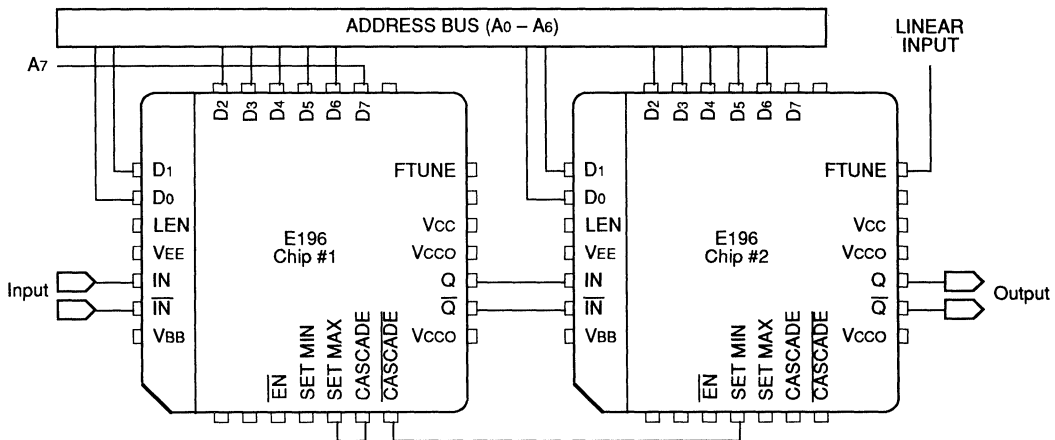 ADDRESS BUS (A0 – A6)
LINEAR
INPUT
A7
D2 D3 D4 D5 D6 D7
D1
D0
LEN
VEE
IN
IN
VBB
FTUNE
VCC
VCCO
Q
Q
VCCO
E196
Chip #1
EN
SET MIN
SET MAX
CASCADE
CASCADE
Input
D2 D3 D4 D5 D6 D7
D1
D0
LEN
VEE
IN
IN
VBB
FTUNE
VCC
VCCO
Q
Q
VCCO
E196
Chip #2
EN
SET MIN
SET MAX
CASCADE
CASCADE
Output